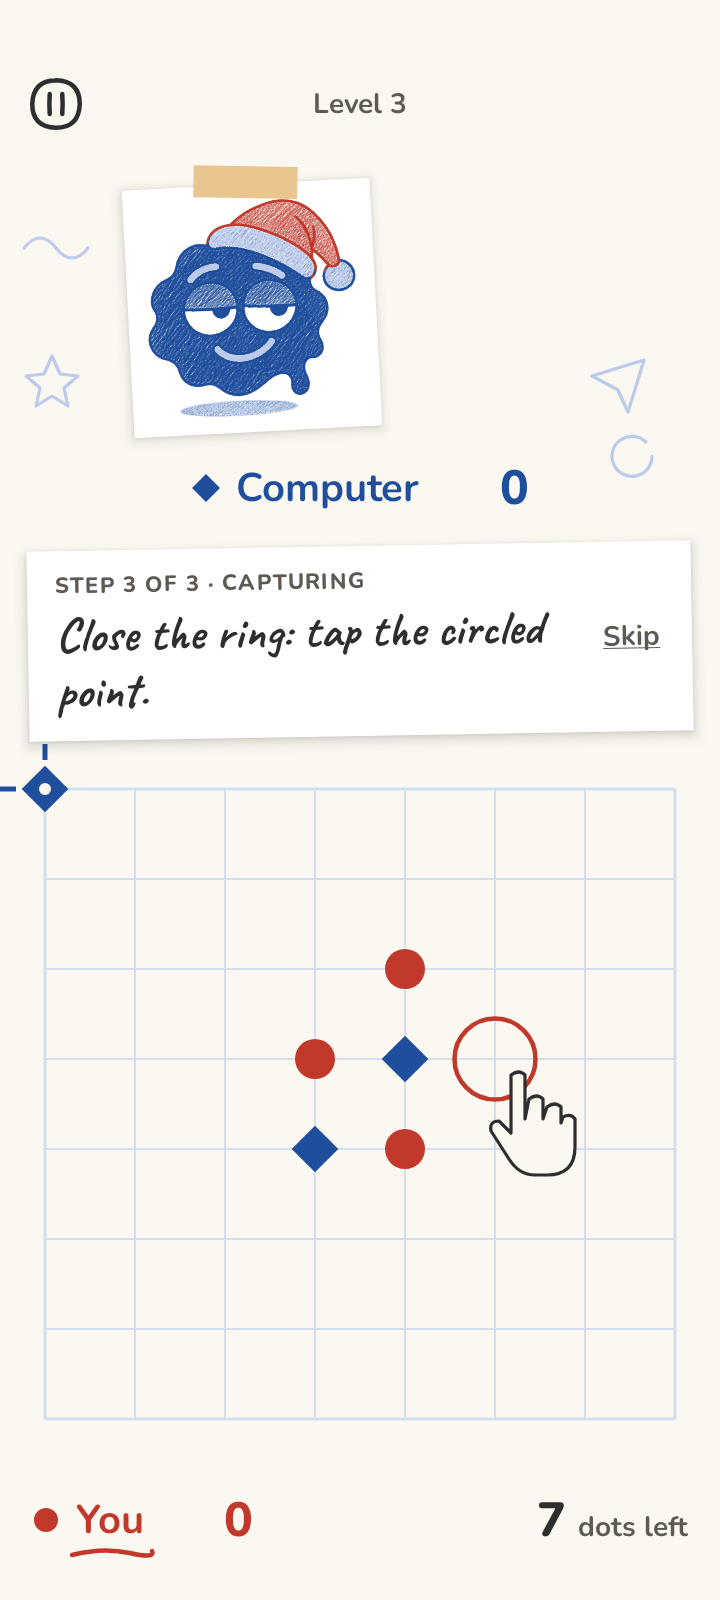 Level 3
Computer 0
STEP 3 OF 3 · CAPTURING
Close the ring: tap the circled
point.
Skip
You 0
7 dots left